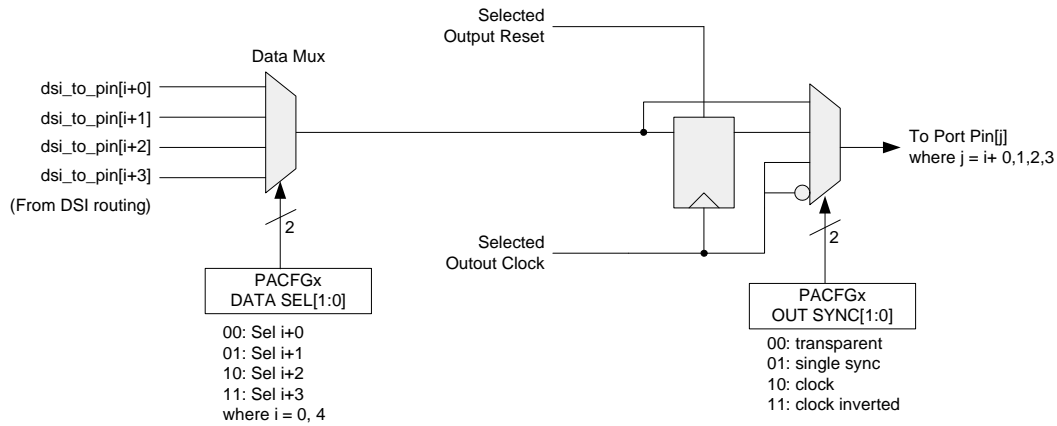 Selected
Output Reset
Data Mux
dsi_to_pin[i+0]
dsi_to_pin[i+1]
dsi_to_pin[i+2]
dsi_to_pin[i+3]
(From DSI routing)
To Port Pin[j]
where j = i+ 0,1,2,3
2
2
Selected
Outout Clock
PACFGx
DATA SEL[1:0]
00: Sel i+0
01: Sel i+1
10: Sel i+2
11: Sel i+3
where i = 0, 4
PACFGx
OUT SYNC[1:0]
00: transparent
01: single sync
10: clock
11: clock inverted